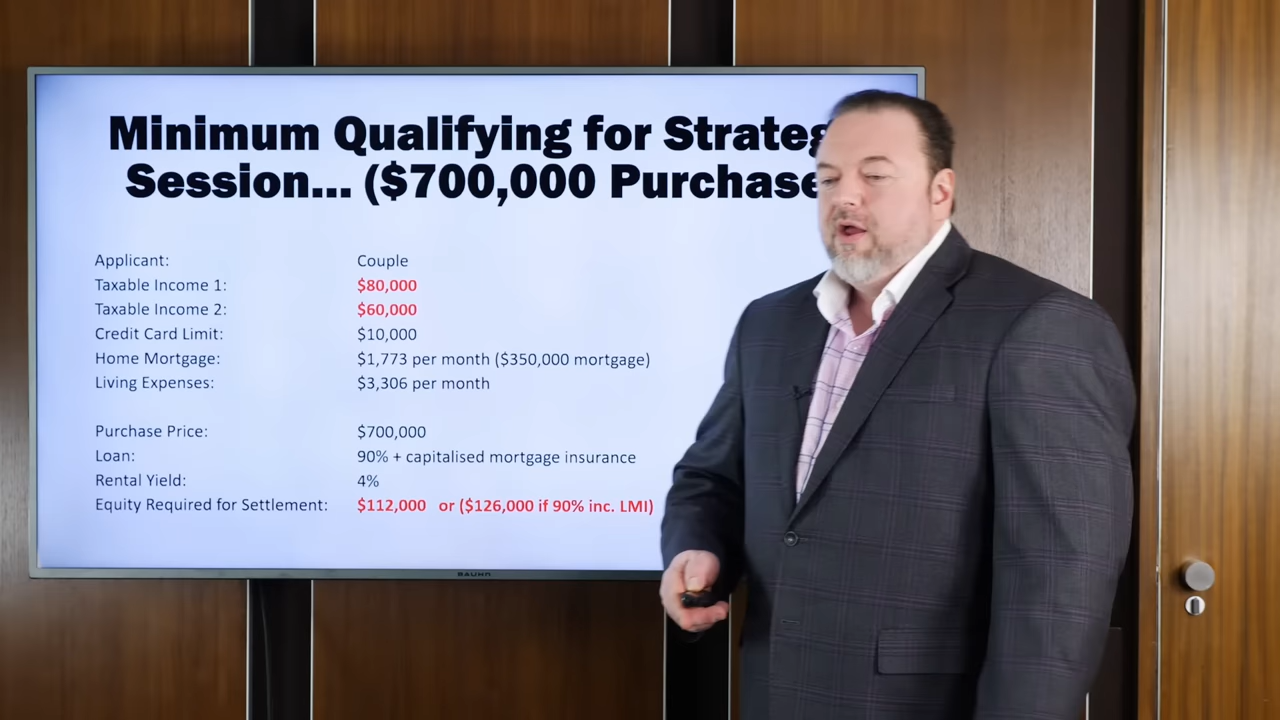 Minimum Qualifying for Strateg
Session... ($700,000 Purchase
Applicant: Couple
Taxable Income 1: $80,000
Taxable Income 2: $60,000
Credit Card Limit: $10,000
Home Mortgage: $1,773 per month ($350,000 mortgage)
Living Expenses: $3,306 per month
Purchase Price: $700,000
Loan: 90% + capitalised mortgage insurance
Rental Yield: 4%
Equity Required for Settlement: $112,000 or ($126,000 if 90% inc. LMI)
BAUHN